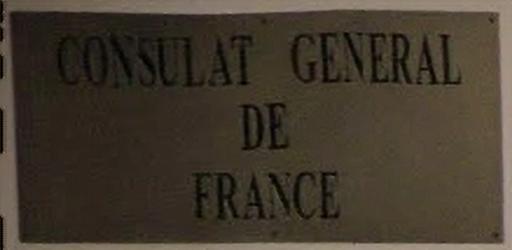 CONSULAT GENERAL
DE
FRANCE